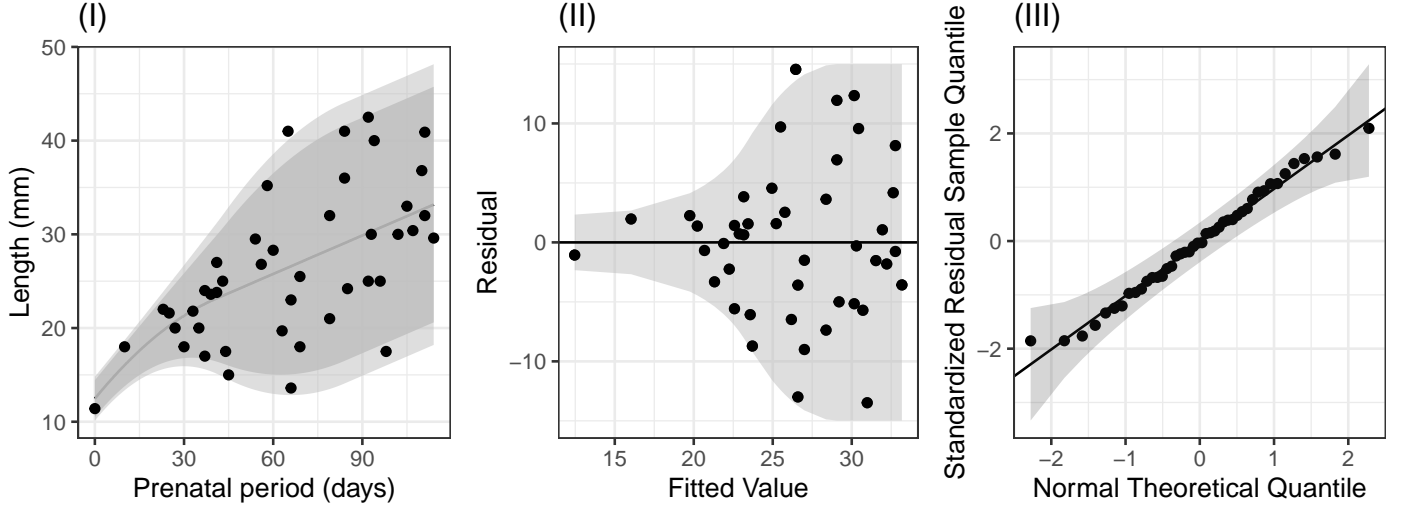 (I)
50
40
30
20
10
0
30
60
90
Length (mm)
Prenatal period (days)
(II)
10
0
−10
15
20
25
30
Residual
Fitted Value
(III)
2
0
−2
−2
−1
0
1
2
Standardized Residual Sample Quantile
Normal Theoretical Quantile